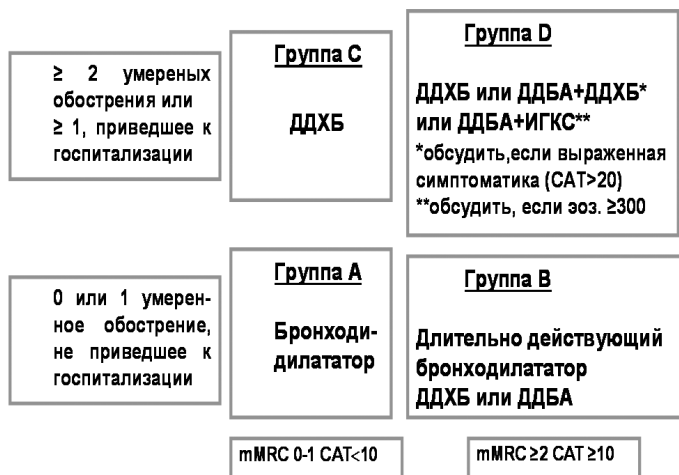 ≥ 2 умереных
обострения или
≥ 1, приведшее к
госпитализации
Группа C
ДДХБ
Группа D
ДДХБ или ДДБА+ДДХБ*
или ДДБА+ИГКС**
*обсудить,если выраженная
симптоматика (CAT>20)
**обсудить, если эоз. ≥300
0 или 1 умерен-
ное обострение,
не приведшее к
госпитализации
Группа A
Бронходи-
дилататор
Группа B
Длительно действующий
бронходилататор
ДДХБ или ДДБА
mMRC 0-1 CAT<10
mMRC ≥2 CAT ≥10